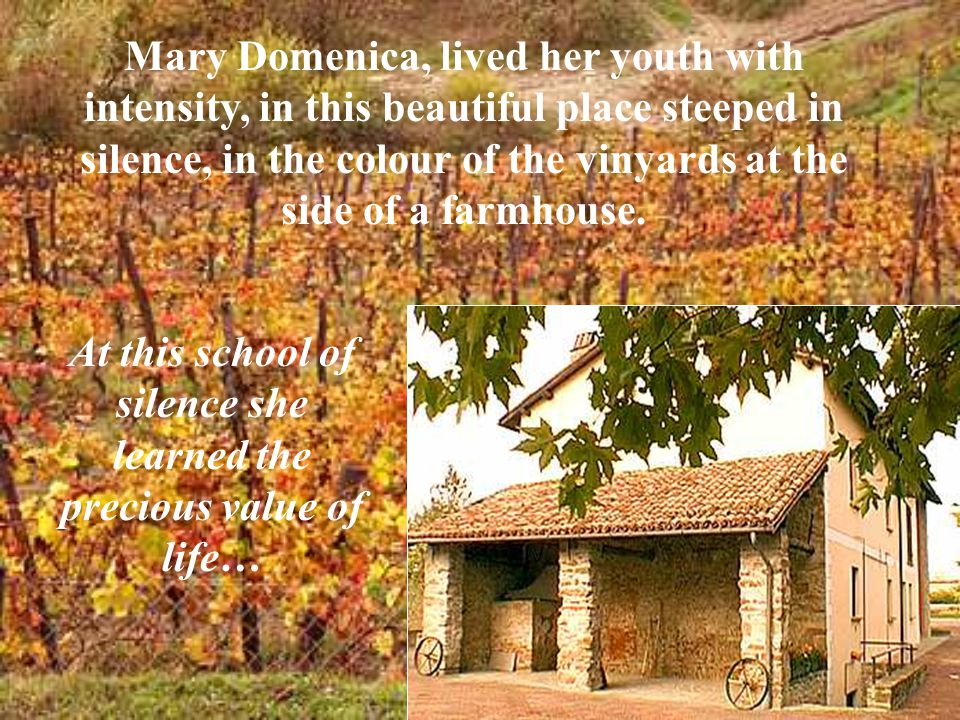 Mary Domenica, lived her youth with
intensity, in this beautiful place steeped in
silence, in the colour of the vinyards at the
side of a farmhouse.
At this school of
silence she
learned the
precious value of
life…